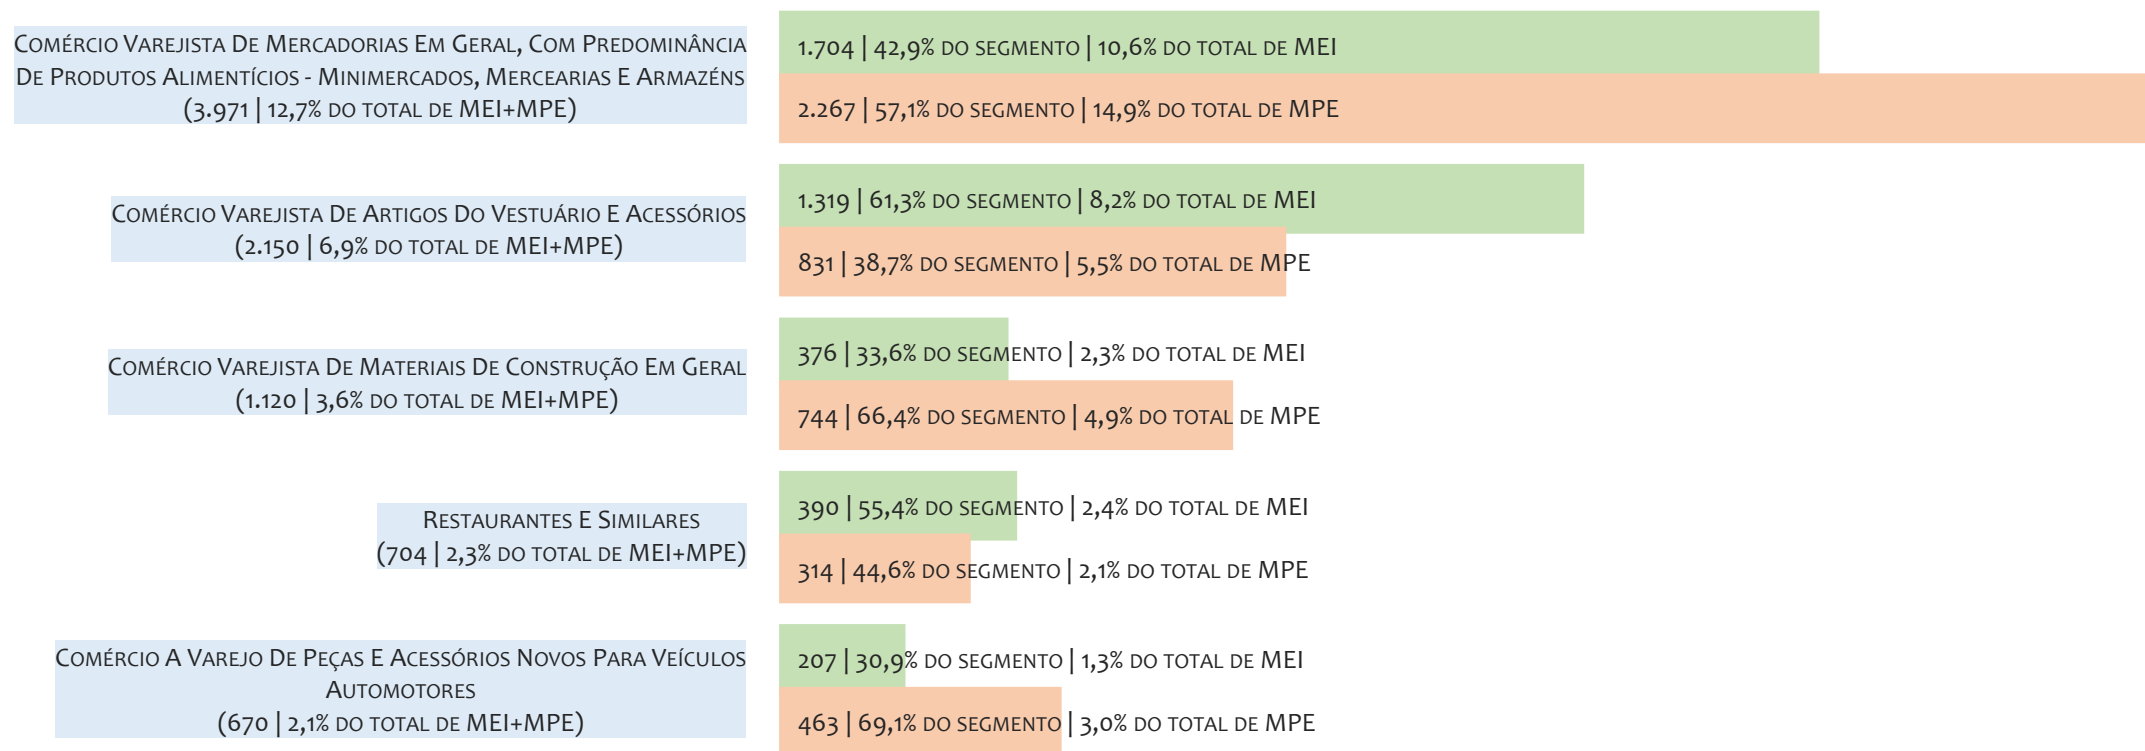 Comércio Varejista De Mercadorias Em Geral, Com Predominância
De Produtos Alimentícios - Minimercados, Mercearias E Armazéns
(3.971 | 12,7% do total de MEI+MPE)
1.704 | 42,9% do segmento | 10,6% do total de MEI
2.267 | 57,1% do segmento | 14,9% do total de MPE
Comércio Varejista De Artigos Do Vestuário E Acessórios
(2.150 | 6,9% do total de MEI+MPE)
1.319 | 61,3% do segmento | 8,2% do total de MEI
831 | 38,7% do segmento | 5,5% do total de MPE
Comércio Varejista De Materiais De Construção Em Geral
(1.120 | 3,6% do total de MEI+MPE)
376 | 33,6% do segmento | 2,3% do total de MEI
744 | 66,4% do segmento | 4,9% do total de MPE
Restaurantes E Similares
(704 | 2,3% do total de MEI+MPE)
390 | 55,4% do segmento | 2,4% do total de MEI
314 | 44,6% do segmento | 2,1% do total de MPE
Comércio A Varejo De Peças E Acessórios Novos Para Veículos
Automotores
(670 | 2,1% do total de MEI+MPE)
207 | 30,9% do segmento | 1,3% do total de MEI
463 | 69,1% do segmento | 3,0% do total de MPE